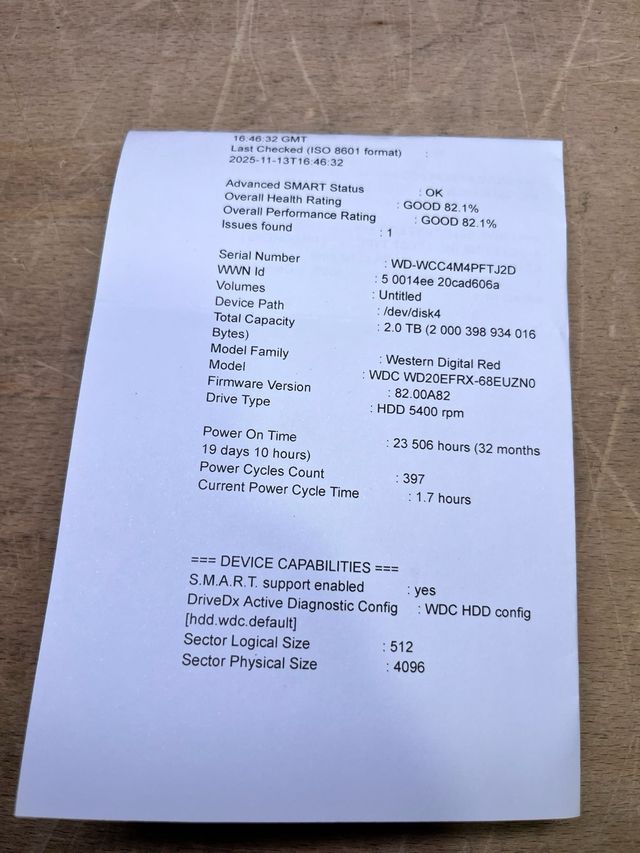 16:46:32 GMT
Last Checked (ISO 8601 format) :
2025-11-13T16:46:32
Advanced SMART Status : OK
Overall Health Rating : GOOD 82.1%
Overall Performance Rating : GOOD 82.1%
Issues found : 1
Serial Number : WD-WCC4M4PFTJ2D
WWN Id : 5 0014ee 20cad606a
Volumes : Untitled
Device Path : /dev/disk4
Total Capacity : 2.0 TB (2 000 398 934 016
Bytes)
Model Family : Western Digital Red
Model : WDC WD20EFRX-68EUZN0
Firmware Version : 82.00A82
Drive Type : HDD 5400 rpm
Power On Time : 23 506 hours (32 months
19 days 10 hours)
Power Cycles Count : 397
Current Power Cycle Time : 1.7 hours
=== DEVICE CAPABILITIES ===
S.M.A.R.T. support enabled : yes
DriveDx Active Diagnostic Config : WDC HDD config
[hdd.wdc.default]
Sector Logical Size : 512
Sector Physical Size : 4096